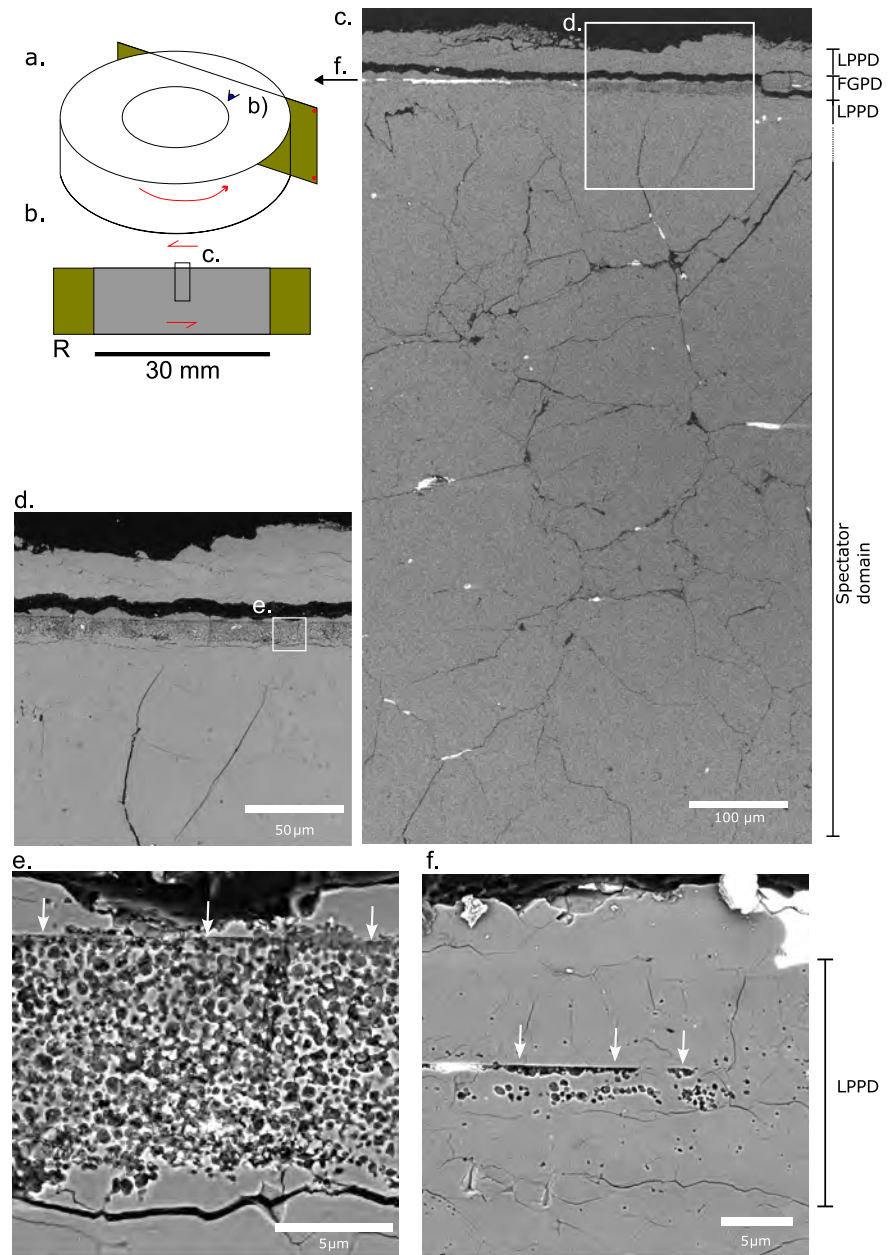 a.
b)
f.
b.
c.
R
30 mm
c.
d.
LPPD
FGPD
LPPD
Spectator
domain
100 µm
d.
e.
50µm
e.
5µm
f.
LPPD
5µm